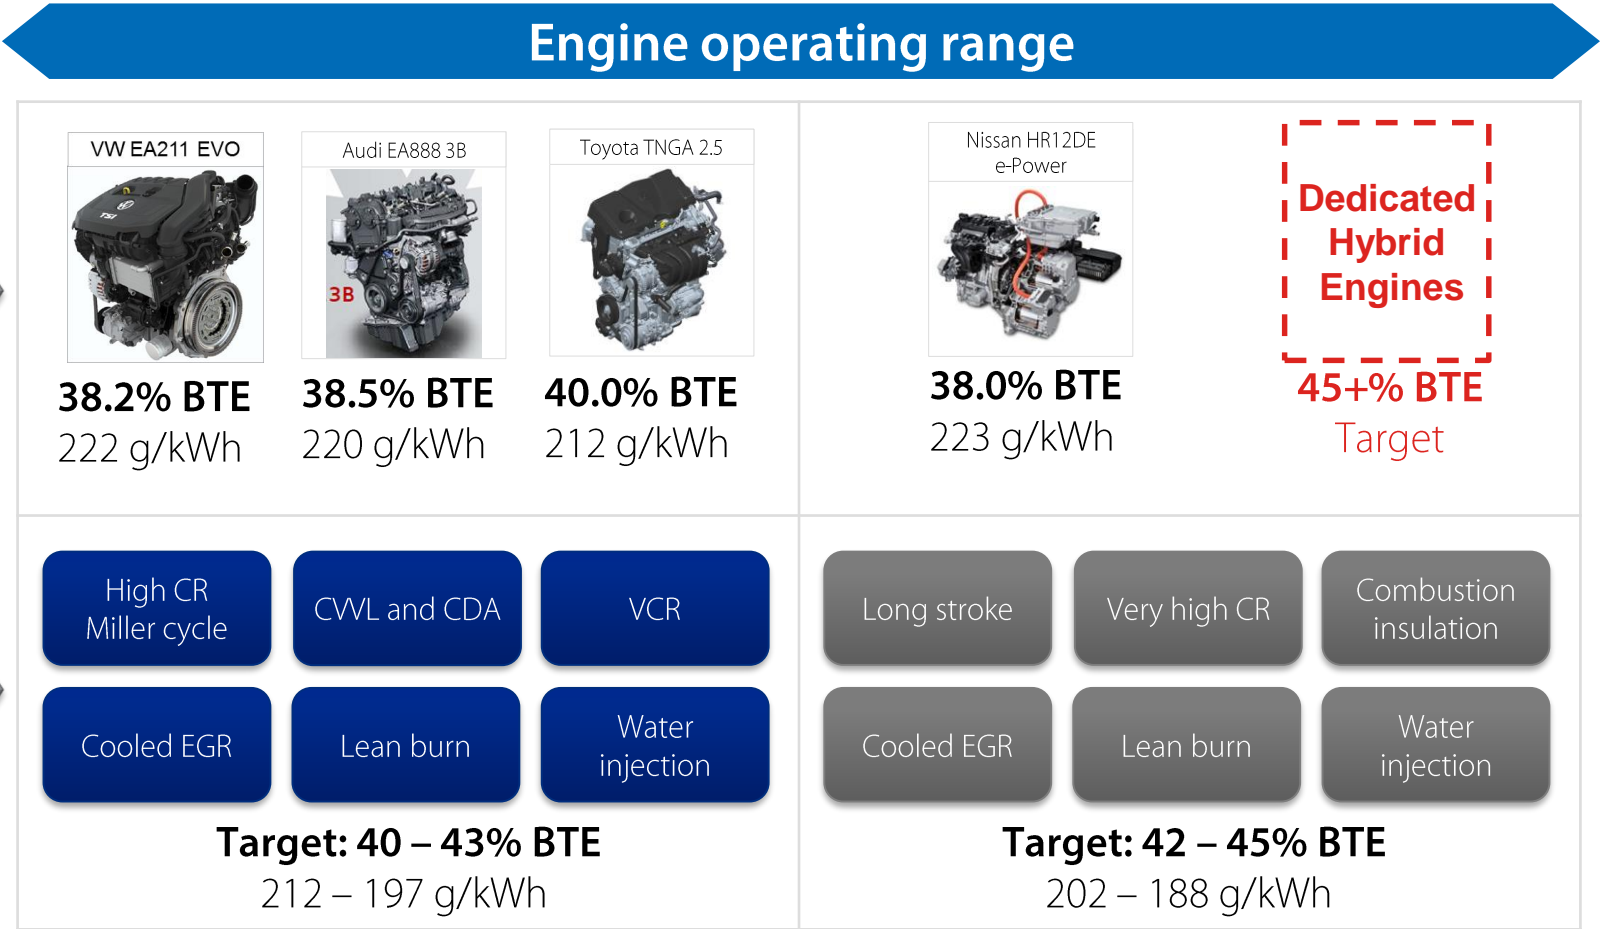 Engine operating range
VW EA211 EVO
TSI
38.2% BTE
222 g/kWh
Audi EA888 3B
3B
38.5% BTE
220 g/kWh
Toyota TNGA 2.5
40.0% BTE
212 g/kWh
Nissan HR12DE
e-Power
38.0% BTE
223 g/kWh
Dedicated
Hybrid
Engines
45+% BTE
Target
High CR
Miller cycle
CVVL and CDA
VCR
Cooled EGR
Lean burn
Water
injection
Target: 40 – 43% BTE
212 – 197 g/kWh
Long stroke
Very high CR
Combustion
insulation
Cooled EGR
Lean burn
Water
injection
Target: 42 – 45% BTE
202 – 188 g/kWh